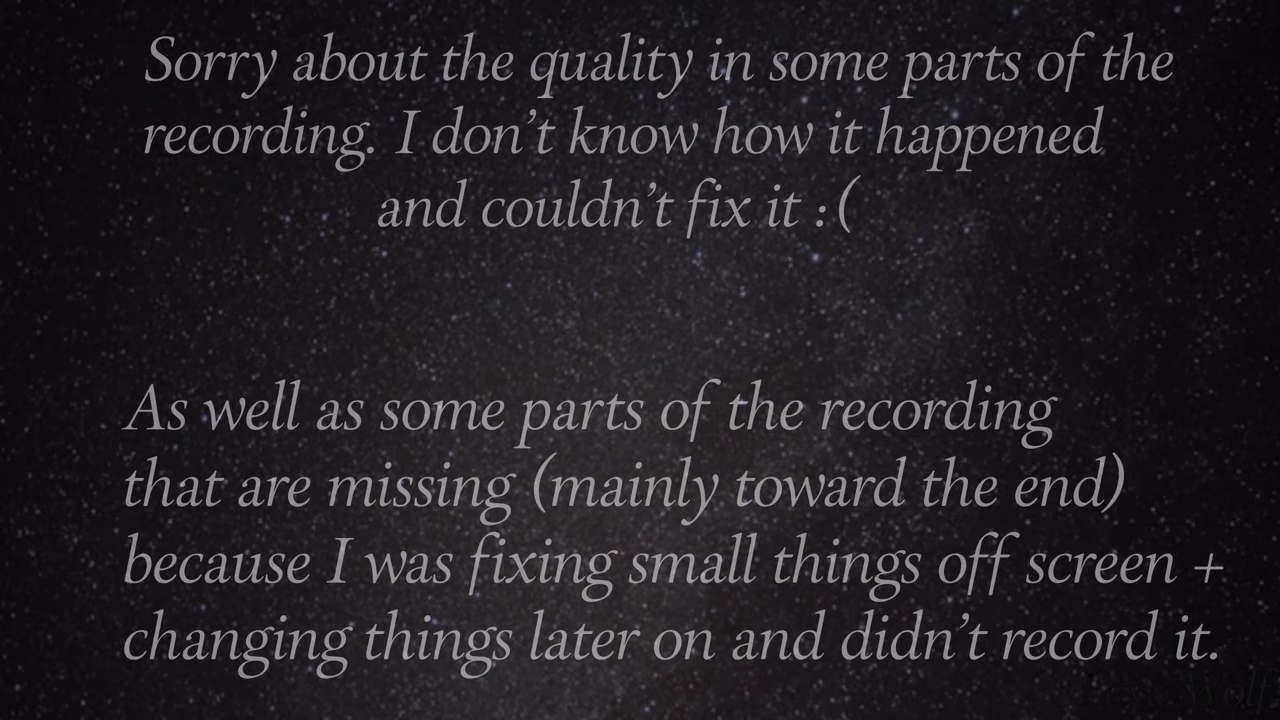 Sorry about the quality in some parts of the
recording. I don't know how it happened
and couldn't fix it :(
As well as some parts of the recording
that are missing (mainly toward the end)
because I was fixing small things off screen +
changing things later on and didn't record it.